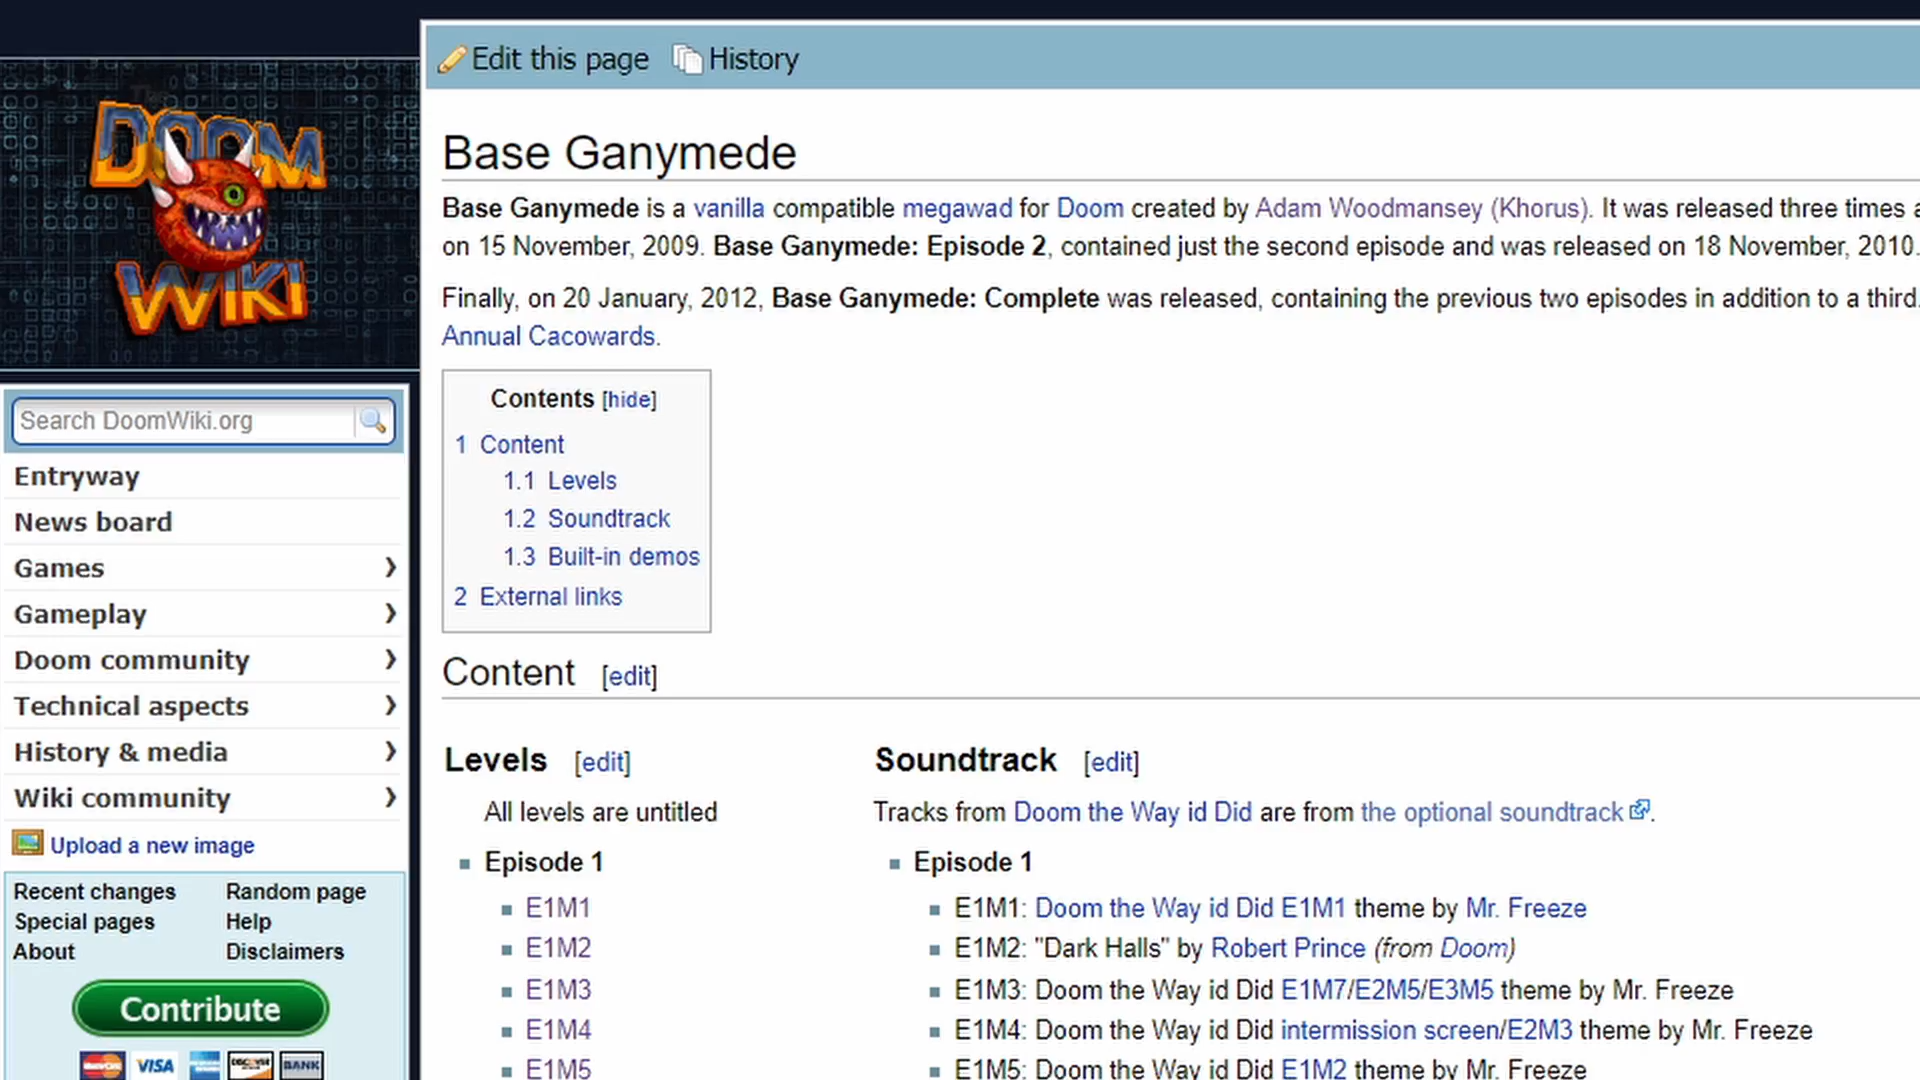 Edit this page History
DOOM
WIKI
Base Ganymede
Base Ganymede is a vanilla compatible megawad for Doom created by Adam Woodmansey (Khorus). It was released three times
on 15 November, 2009. Base Ganymede: Episode 2, contained just the second episode and was released on 18 November, 2010.
Finally, on 20 January, 2012, Base Ganymede: Complete was released, containing the previous two episodes in addition to a third.
Annual Cacowards.
Contents [hide]
1 Content
1.1 Levels
1.2 Soundtrack
1.3 Built-in demos
2 External links
Search DoomWiki.org
Entryway
News board
Games
Gameplay
Doom community
Technical aspects
History & media
Wiki community
Upload a new image
Recent changes Random page
Special pages Help
About Disclaimers
Contribute
MasterCard VISA DISCOVER BANK
Content [edit]
Levels [edit]
All levels are untitled
Episode 1
E1M1
E1M2
E1M3
E1M4
E1M5
Soundtrack [edit]
Tracks from Doom the Way id Did are from the optional soundtrack.
Episode 1
E1M1: Doom the Way id Did E1M1 theme by Mr. Freeze
E1M2: "Dark Halls" by Robert Prince (from Doom)
E1M3: Doom the Way id Did E1M7/E2M5/E3M5 theme by Mr. Freeze
E1M4: Doom the Way id Did intermission screen/E2M3 theme by Mr. Freeze
E1M5: Doom the Way id Did E1M2 theme by Mr. Freeze